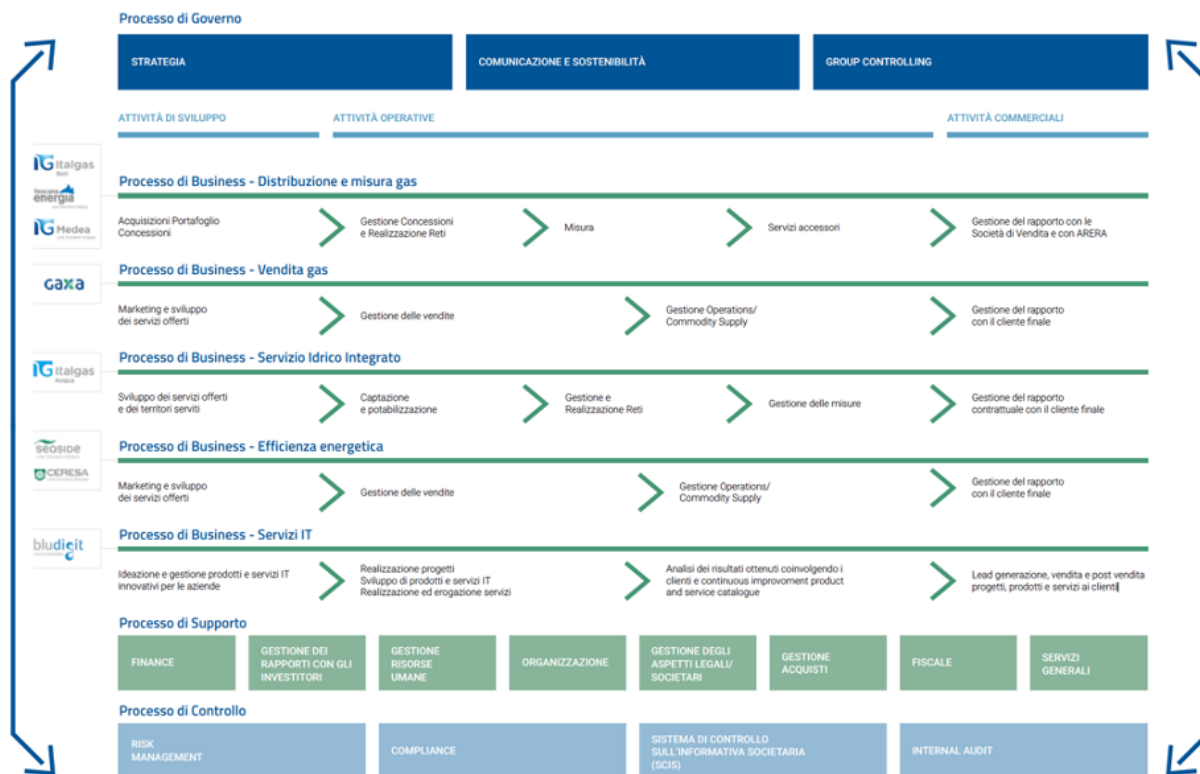 Processo di Governo
STRATEGIA
COMUNICAZIONE E SOSTENIBILITÀ
GROUP CONTROLLING
ATTIVITÀ DI SVILUPPO
ATTIVITÀ OPERATIVE
ATTIVITÀ COMMERCIALI
Italgas
Reti
toscana
energia
Medea
Processo di Business - Distribuzione e misura gas
Acquisizioni Portafoglio
Concessioni
Gestione Concessioni
e Realizzazione Reti
Misura
Servizi accessori
Gestione del rapporto con le
Società di Vendita e con ARERA
gaxa
Processo di Business - Vendita gas
Marketing e sviluppo
dei servizi offerti
Gestione delle vendite
Gestione Operations/
Commodity Supply
Gestione del rapporto
con il cliente finale
Italgas
Acqua
Processo di Business - Servizio Idrico Integrato
Sviluppo dei servizi offerti
e dei territori serviti
Captazione
e potabilizzazione
Gestione e
Realizzazione Reti
Gestione delle misure
Gestione del rapporto
contrattuale con il cliente finale
seaside
CERESA
Processo di Business - Efficienza energetica
Marketing e sviluppo
dei servizi offerti
Gestione delle vendite
Gestione Operations/
Commodity Supply
Gestione del rapporto
con il cliente finale
bludigit
Processo di Business - Servizi IT
Ideazione e gestione prodotti e servizi IT
innovativi per le aziende
Realizzazione progetti
Sviluppo di prodotti e servizi IT
Realizzazione ed erogazione servizi
Analisi dei risultati ottenuti coinvolgendo i
clienti e continuous improvoment product
and service catalogue
Lead generazione, vendita e post vendita
progetti, prodotti e servizi ai clienti
Processo di Supporto
FINANCE
GESTIONE DEI
RAPPORTI CON GLI
INVESTITORI
GESTIONE
RISORSE
UMANE
ORGANIZZAZIONE
GESTIONE DEGLI
ASPETTI LEGALI/
SOCIETARI
GESTIONE
ACQUISTI
FISCALE
SERVIZI
GENERALI
Processo di Controllo
RISK
MANAGEMENT
COMPLIANCE
SISTEMA DI CONTROLLO
SULL'INFORMATIVA SOCIETARIA
(SCIS)
INTERNAL AUDIT